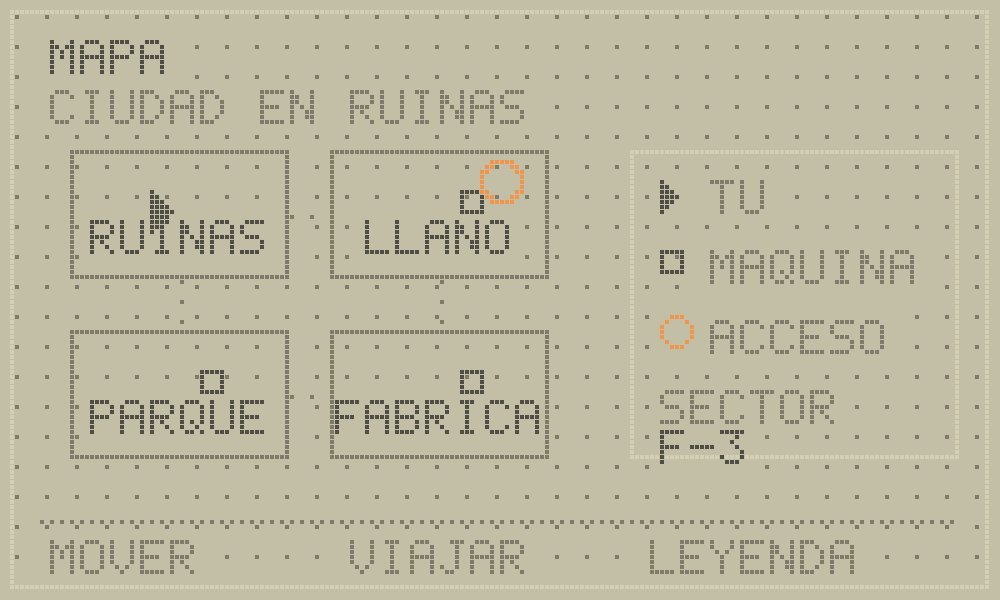 MAPA
CIUDAD EN RUINAS
RUINAS
LLANO
PARQUE
FABRICA
TU
MAQUINA
ACCESO
SECTOR
F-3
MOVER
VIAJAR
LEYENDA